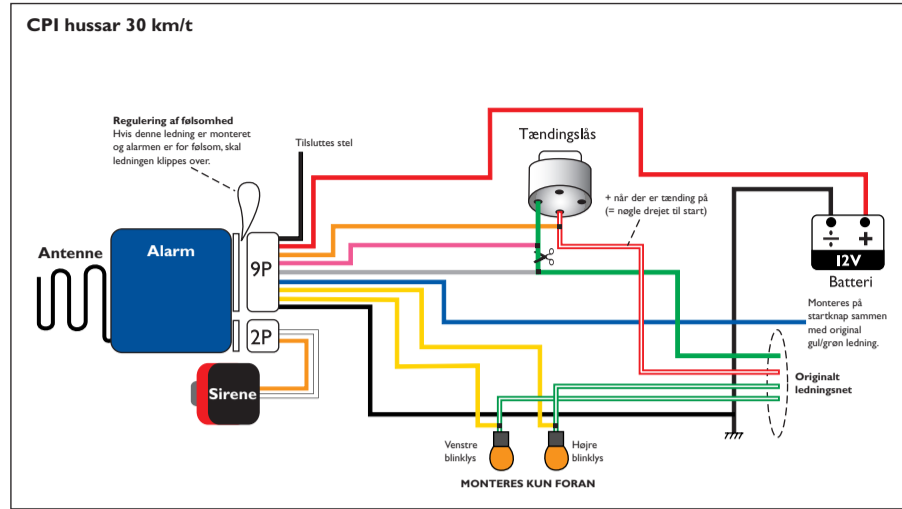 CPI hussar 30 km/t
Regulering af følsomhed
Hvis denne ledning er monteret
og alarmen er for følsom, skal
ledningen klippes over.
Tilsluttes stel
Tændingslås
+ når der er tænding på
(= nøgle drejet til start)
Antenne
Alarm
9P
2P
Sirene
÷ +
12V
Batteri
Monteres på
startknap sammen
med original
gul/grøn ledning.
Originalt
ledningsnet
Venstre
blinklys
Højre
blinklys
MONTERES KUN FORAN